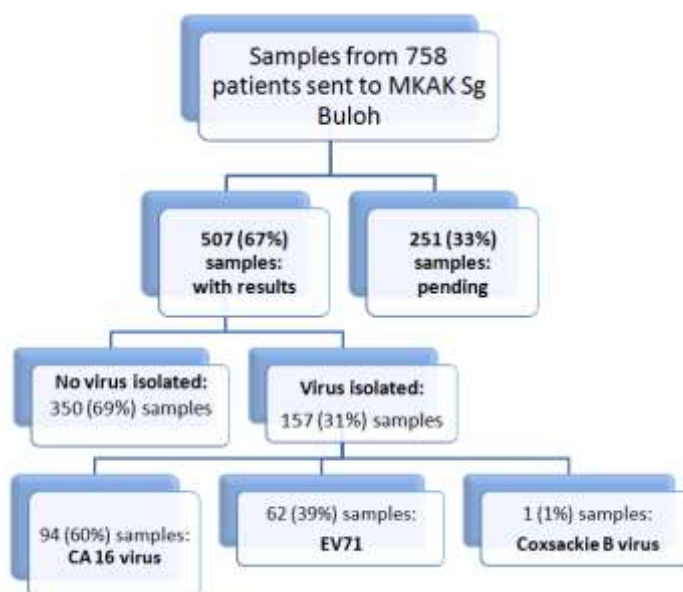 Samples from 758
patients sent to MKAK Sg
Buloh
507 (67%)
samples:
with results
251 (33%)
samples:
pending
No virus isolated:
350 (69%) samples
Virus isolated:
157 (31%) samples
94 (60%) samples:
CA 16 virus
62 (39%) samples:
EV71
1 (1%) samples:
Coxsackie B virus